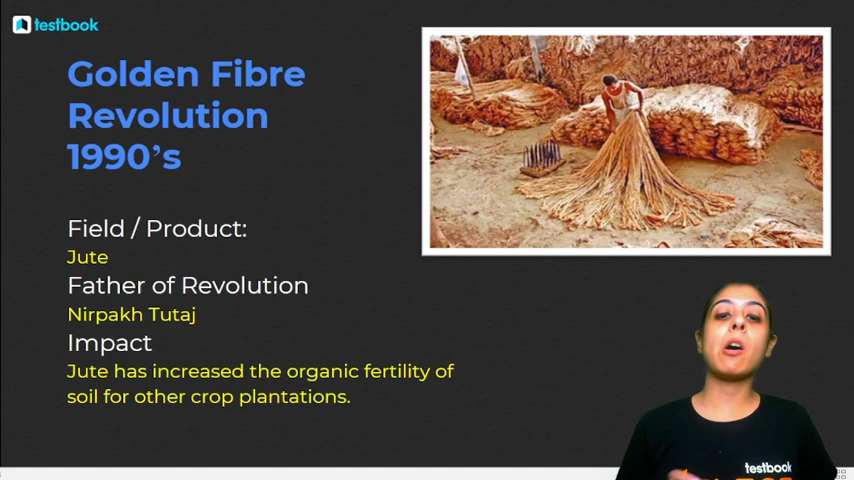 testbook
Golden Fibre
Revolution
1990's
Field / Product:
Jute
Father of Revolution
Nirpakh Tutaj
Impact
Jute has increased the organic fertility of
soil for other crop plantations.
testbook